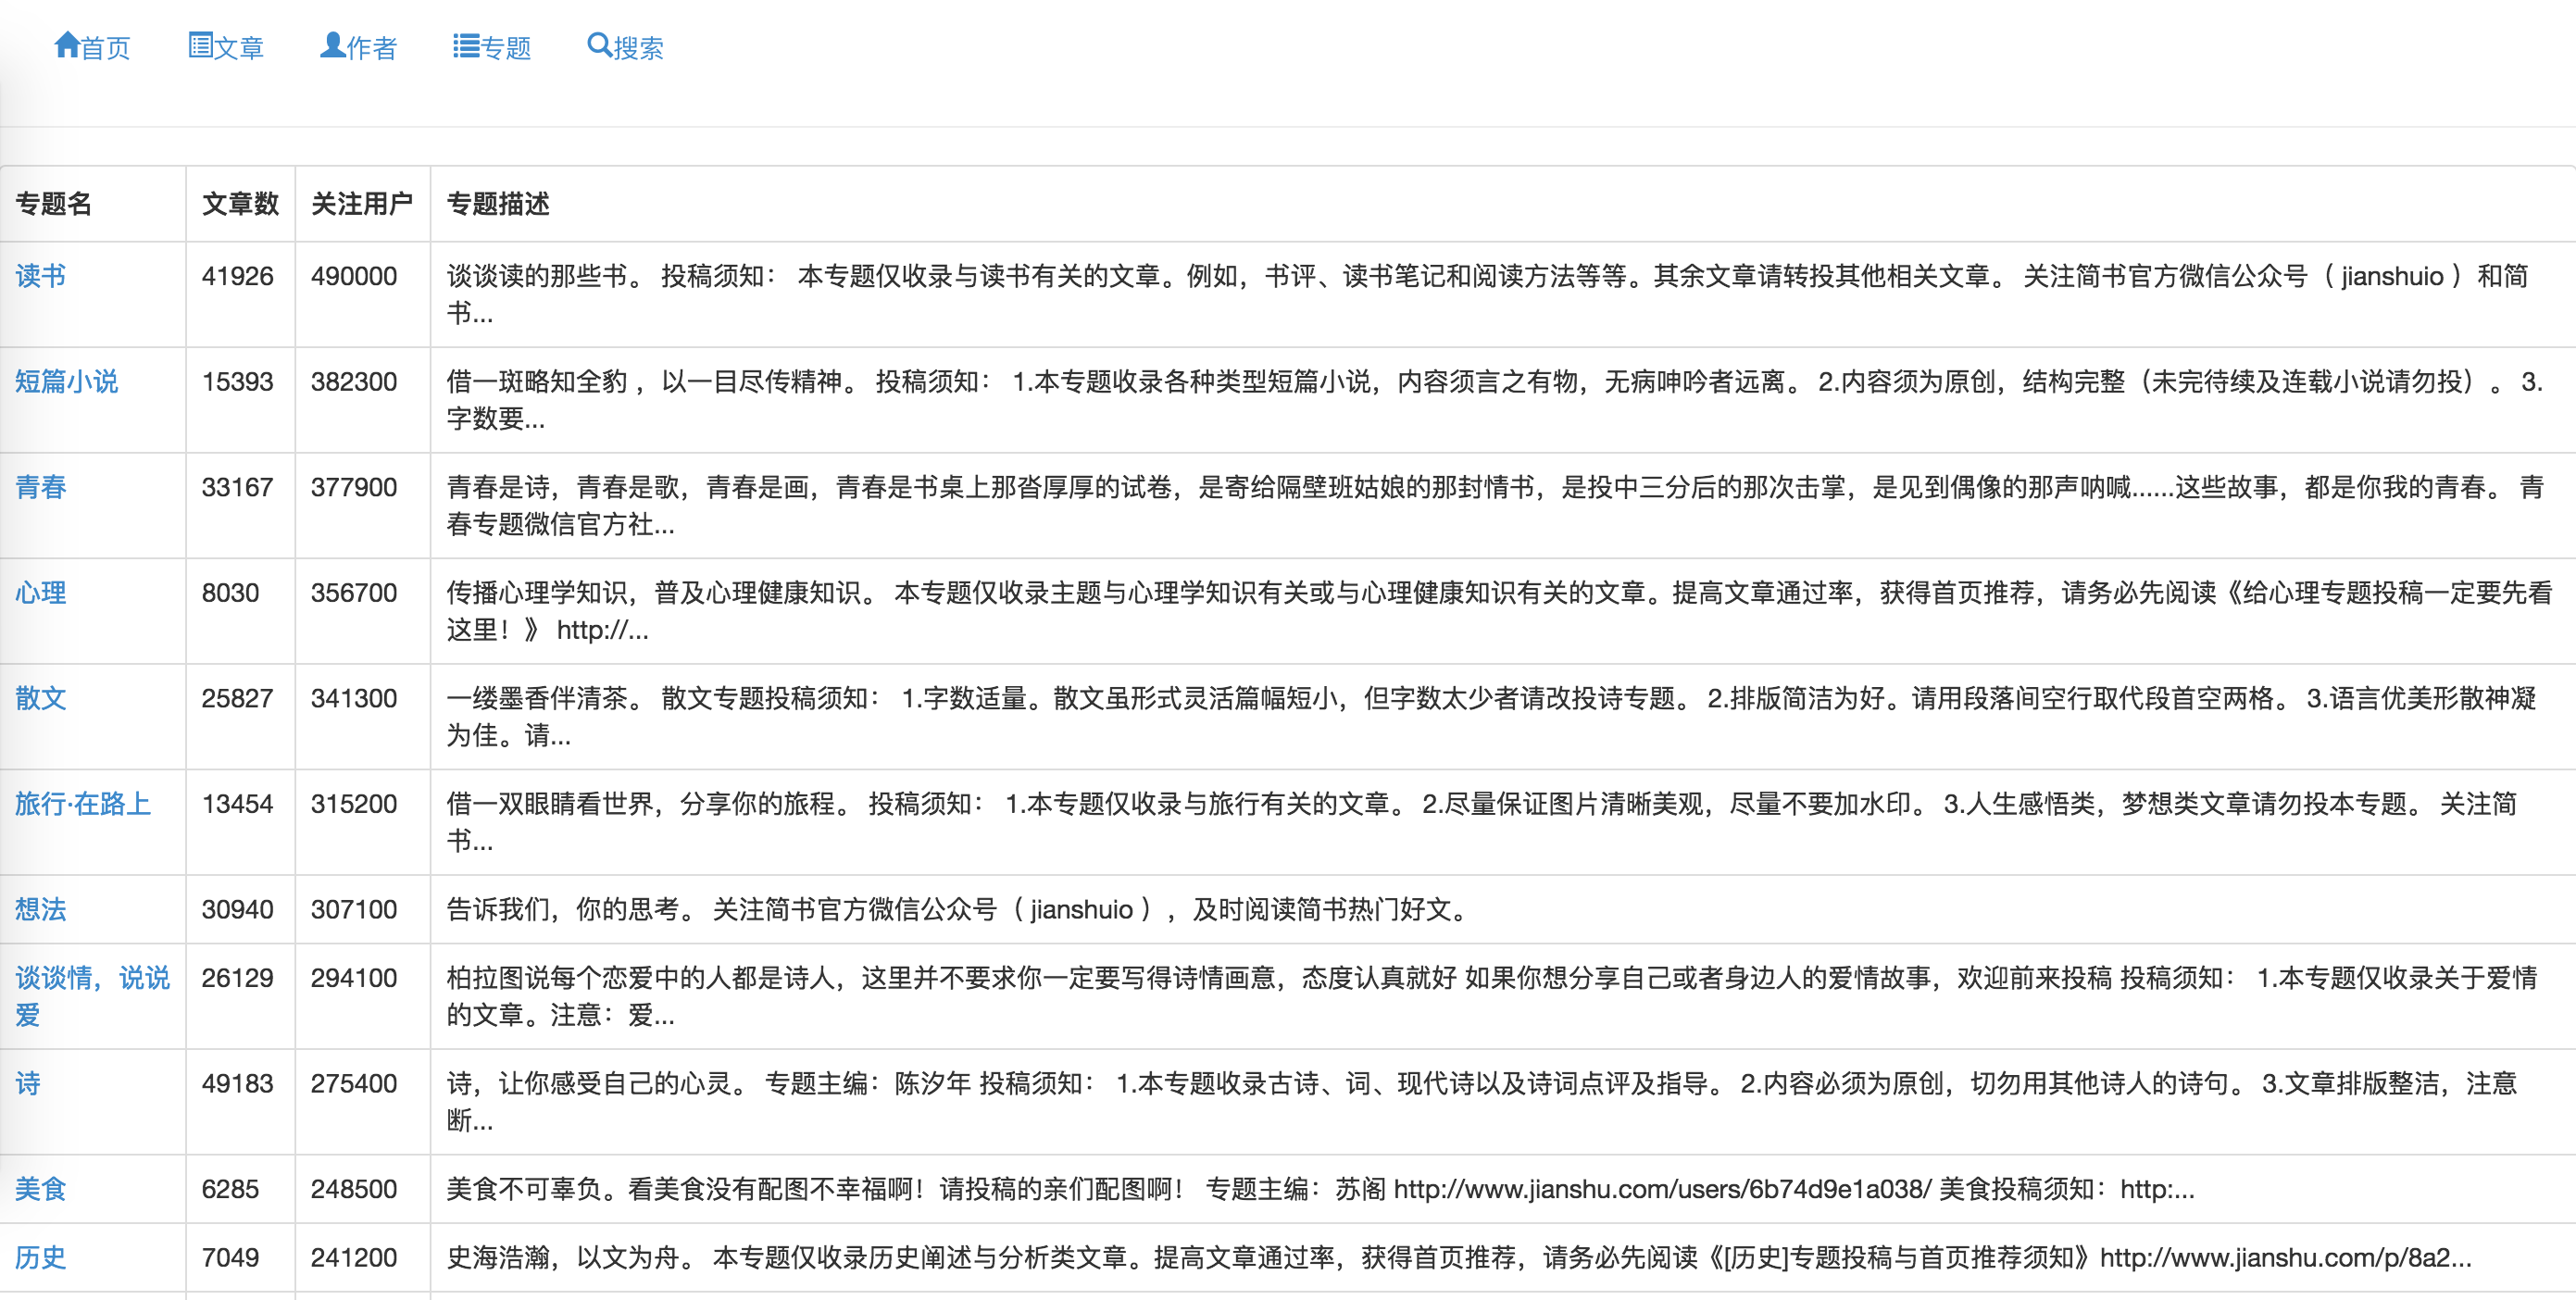 首页 文章 作者 专题 搜索
专题名 文章数 关注用户 专题描述
读书 41926 490000 谈谈读的那些书。 投稿须知： 本专题仅收录与读书有关的文章。例如，书评、读书笔记和阅读方法等等。其余文章请转投其他相关文章。 关注简书官方微信公众号（ jianshuio ）和简
书...
短篇小说 15393 382300 借一斑略知全豹 ，以一目尽传精神。 投稿须知： 1.本专题收录各种类型短篇小说，内容须言之有物，无病呻吟者远离。 2.内容须为原创，结构完整（未完待续及连载小说请勿投）。 3.
字数要...
青春 33167 377900 青春是诗，青春是歌，青春是画，青春是书桌上那沓厚厚的试卷，是寄给隔壁班姑娘的那封情书，是投中三分后的那次击掌，是见到偶像的那声呐喊......这些故事，都是你我的青春。 青
春专题微信官方社...
心理 8030 356700 传播心理学知识，普及心理健康知识。 本专题仅收录主题与心理学知识有关或与心理健康知识有关的文章。提高文章通过率，获得首页推荐，请务必先阅读《给心理专题投稿一定要先看
这里！》 http://...
散文 25827 341300 一缕墨香伴清茶。 散文专题投稿须知： 1.字数适量。散文虽形式灵活篇幅短小，但字数太少者请改投诗专题。 2.排版简洁为好。请用段落间空行取代段首空两格。 3.语言优美形散神凝
为佳。请...
旅行·在路上 13454 315200 借一双眼睛看世界，分享你的旅程。 投稿须知： 1.本专题仅收录与旅行有关的文章。 2.尽量保证图片清晰美观，尽量不要加水印。 3.人生感悟类，梦想类文章请勿投本专题。 关注简
书...
想法 30940 307100 告诉我们，你的思考。 关注简书官方微信公众号（ jianshuio ），及时阅读简书热门好文。
谈谈情，说说 26129 294100 柏拉图说每个恋爱中的人都是诗人，这里并不要求你一定要写得诗情画意，态度认真就好 如果你想分享自己或者身边人的爱情故事，欢迎前来投稿 投稿须知： 1.本专题仅收录关于爱情
爱 的文章。注意：爱...
诗 49183 275400 诗，让你感受自己的心灵。 专题主编：陈汐年 投稿须知： 1.本专题收录古诗、词、现代诗以及诗词点评及指导。 2.内容必须为原创，切勿用其他诗人的诗句。 3.文章排版整洁，注意
断...
美食 6285 248500 美食不可辜负。看美食没有配图不幸福啊！请投稿的亲们配图啊！ 专题主编：苏阁 http://www.jianshu.com/users/6b74d9e1a038/ 美食投稿须知：http:...
历史 7049 241200 史海浩瀚，以文为舟。 本专题仅收录历史阐述与分析类文章。提高文章通过率，获得首页推荐，请务必先阅读《[历史]专题投稿与首页推荐须知》http://www.jianshu.com/p/8a2...